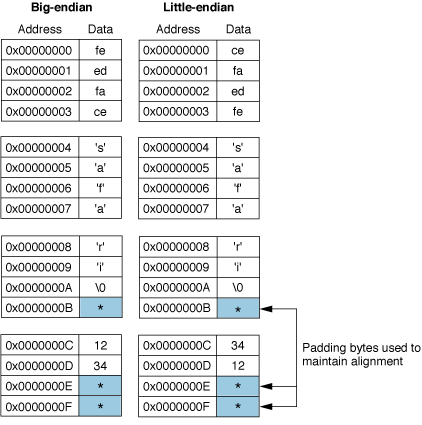 Big-endian Little-endian
Address Data Address Data
0x00000000 fe 0x00000000 ce
0x00000001 ed 0x00000001 fa
0x00000002 fa 0x00000002 ed
0x00000003 ce 0x00000003 fe
0x00000004 's' 0x00000004 's'
0x00000005 'a' 0x00000005 'a'
0x00000006 'f' 0x00000006 'f'
0x00000007 'a' 0x00000007 'a'
0x00000008 'r' 0x00000008 'r'
0x00000009 'i' 0x00000009 'i'
0x0000000A \0 0x0000000A \0
0x0000000B * 0x0000000B *
0x0000000C 12 0x0000000C 34
0x0000000D 34 0x0000000D 12
0x0000000E * 0x0000000E *
0x0000000F * 0x0000000F *
Padding bytes used to
maintain alignment